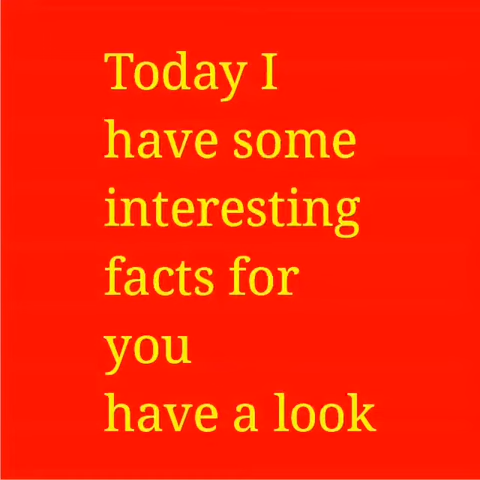 Today I
have some
interesting
facts for
you
have a look